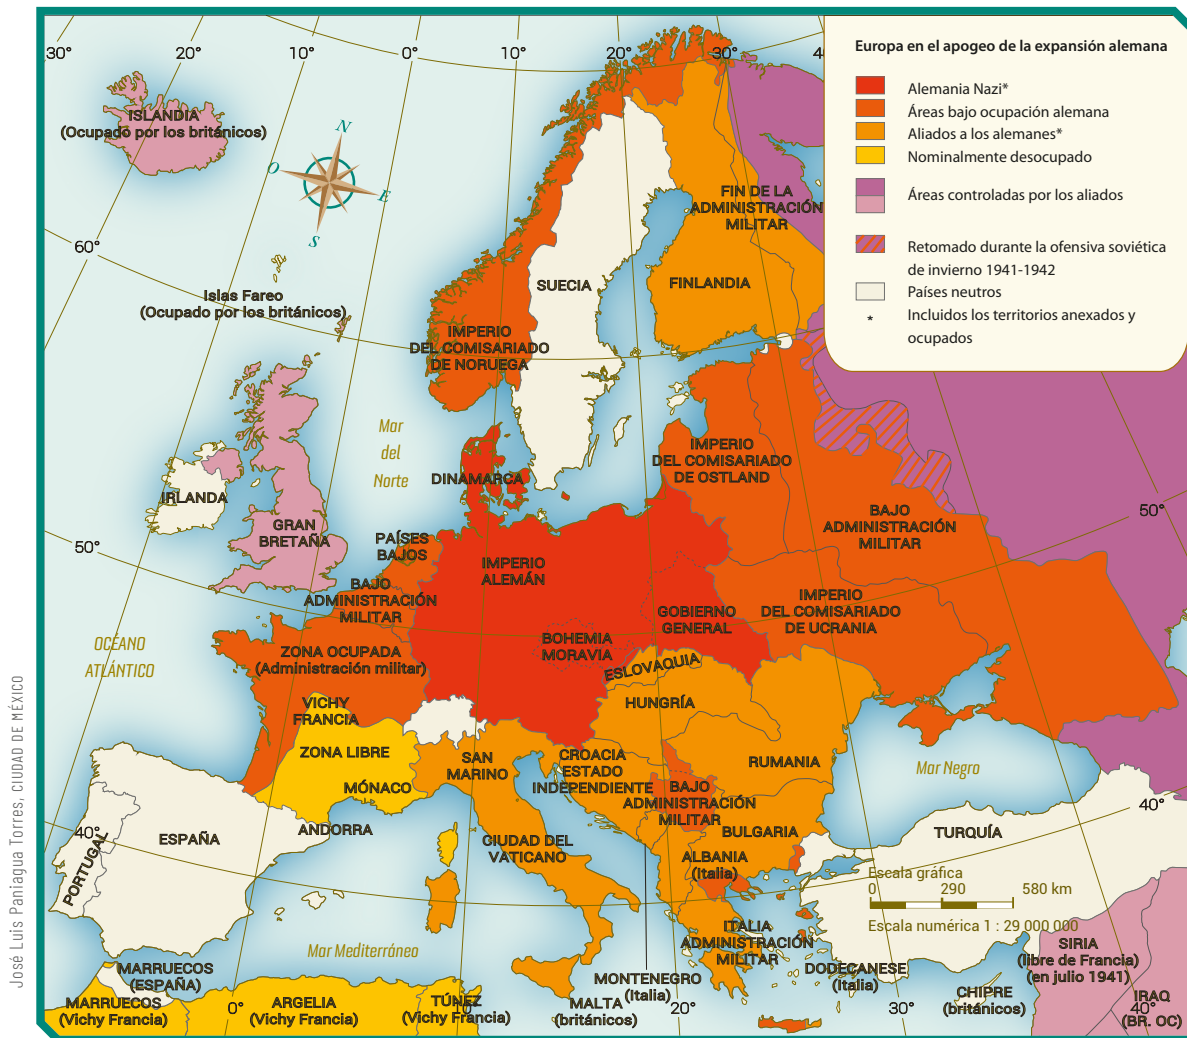 30°
20°
10°
0°
10°
20°
30°
4
Europa en el apogeo de la expansión alemana
Alemania Nazi*
Áreas bajo ocupación alemana
Aliados a los alemanes*
Nominalmente desocupado
Áreas controladas por los aliados
Retomado durante la ofensiva soviética
de invierno 1941-1942
Países neutros
* Incluidos los territorios anexados y
ocupados
ISLANDIA
(Ocupado por los británicos)
N
O
E
S
60°
Islas Fareo
(Ocupado por los británicos)
FIN DE LA
ADMINISTRACIÓN
MILITAR
SUECIA
FINLANDIA
IMPERIO
DEL COMISARIADO
DE NORUEGA
Mar
del
Norte
DINAMARCA
IMPERIO
DEL COMISARIADO
DE OSTLAND
IRLANDA
GRAN
BRETAÑA
50°
BAJO
ADMINISTRACIÓN
MILITAR
50°
PAÍSES
BAJOS
IMPERIO
ALEMÁN
BAJO
ADMINISTRACIÓN
MILITAR
GOBIERNO
GENERAL
IMPERIO
DEL COMISARIADO
DE UCRANIA
OCÉANO
ATLÁNTICO
ZONA OCUPADA
(Administración militar)
BOHEMIA
MORAVIA
ESLOVAQUIA
VICHY
FRANCIA
HUNGRÍA
ZONA LIBRE
MÓNACO
SAN
MARINO
CROACIA
ESTADO
INDEPENDIENTE
RUMANIA
Mar Negro
BAJO
ADMINISTRACIÓN
MILITAR
40°
40°
ESPAÑA
ANDORRA
PORTUGAL
CIUDAD DEL
VATICANO
BULGARIA
TURQUÍA
ALBANIA
(Italia)
Escala gráfica
0 290 580 km
Escala numérica 1 : 29 000 000
Mar Mediterráneo
ITALIA
ADMINISTRACIÓN
MILITAR
SIRIA
(libre de Francia)
(en julio 1941)
MARRUECOS
(ESPAÑA)
MONTENEGRO
(Italia)
DODECANESE
(Italia)
MARRUECOS
(Vichy Francia)
0°
ARGELIA
(Vichy Francia)
TÚNEZ
(Vichy Francia)
10°
MALTA
(británicos)
20°
30°
CHIPRE
(británicos)
40°
IRAQ
(BR. OC)
José Luis Paniagua Torres, CIUDAD DE MÉXICO